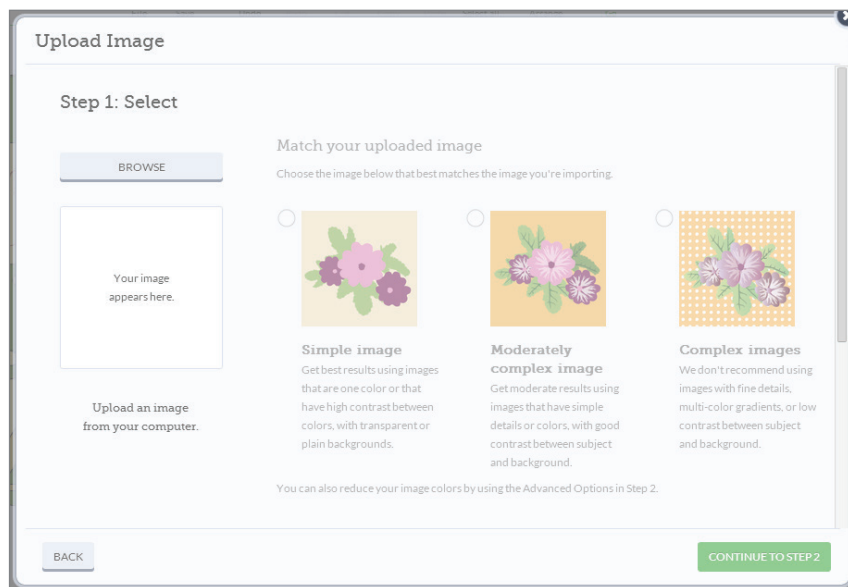 Upload Image
Step 1: Select
BROWSE
Your image
appears here.
Upload an image
from your computer.
Match your uploaded image
Choose the image below that best matches the image you're importing.
Simple image
Get best results using images
that are one color or that
have high contrast between
colors, with transparent or
plain backgrounds.
Moderately
complex image
Get moderate results using
images that have simple
details or colors, with good
contrast between subject
and background.
Complex images
We don't recommend using
images with fine details,
multi-color gradients, or low
contrast between subject
and background.
You can also reduce your image colors by using the Advanced Options in Step 2.
BACK
CONTINUE TO STEP 2